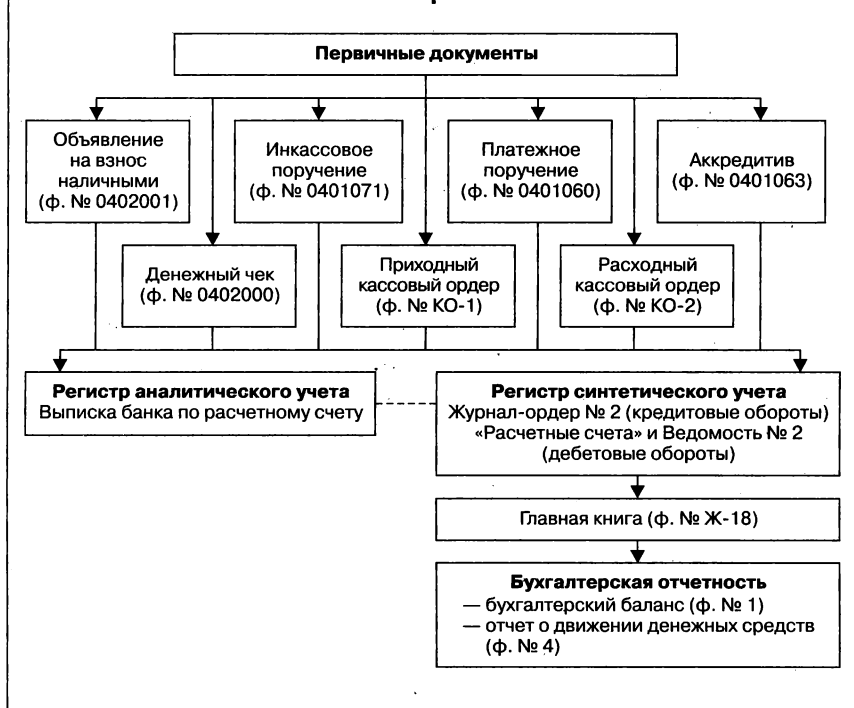 Первичные документы
Объявление
на взнос
наличными
(ф. № 0402001)
Инкассовое
поручение
(ф. № 0401071)
Платежное
поручение
(ф. № 0401060)
Аккредитив
(ф. № 0401063)
Денежный чек
(ф. № 0402000)
Приходный
кассовый ордер
(ф. № КО-1)
Расходный
кассовый ордер
(ф. № КО-2)
Регистр аналитического учета
Выписка банка по расчетному счету
Регистр синтетического учета
Журнал-ордер № 2 (кредитовые обороты)
«Расчетные счета» и Ведомость № 2
(дебетовые обороты)
Главная книга (ф. № Ж-18)
Бухгалтерская отчетность
— бухгалтерский баланс (ф. № 1)
— отчет о движении денежных средств
(ф. № 4)